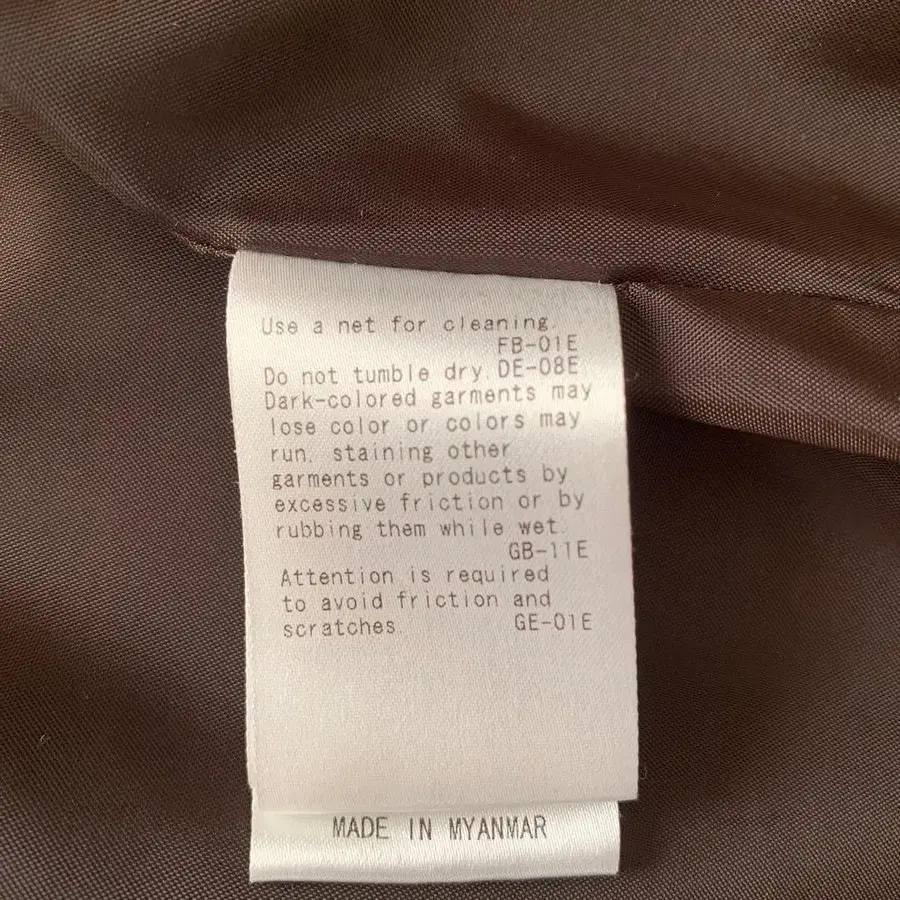 Use a net for cleaning.
FB-01E
Do not tumble dry. DE-08E
Dark-colored garments may
lose color or colors may
run, staining other
garments or products by
excessive friction or by
rubbing them while wet.
GB-11E
Attention is required
to avoid friction and
scratches. GE-01E
MADE IN MYANMAR